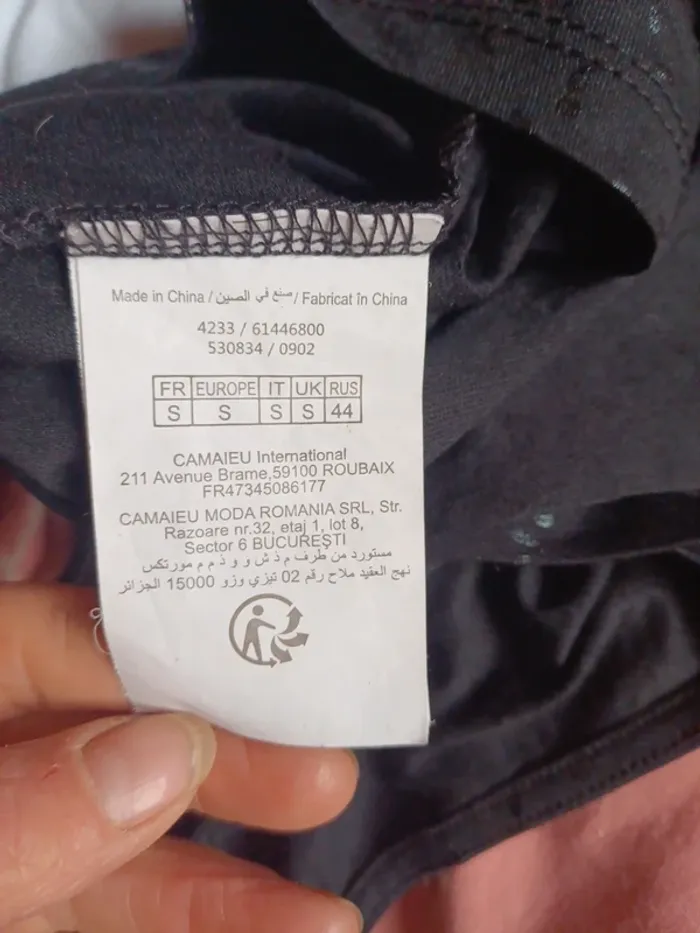 Made in China / صنع في الصين / Fabricat în China
4233 / 61446800
530834 / 0902
FR EUROPE IT UK RUS
S S S S 44
CAMAIEU International
211 Avenue Brame,59100 ROUBAIX
FR47345086177
CAMAIEU MODA ROMANIA SRL, Str.
Razoare nr.32, etaj 1, lot 8,
Sector 6 BUCUREŞTI
مستورد من طرف م ذ ش و و ذ م م مورتكس
نهج العقيد ملاح رقم 02 تيزي وزو 15000 الجزائر